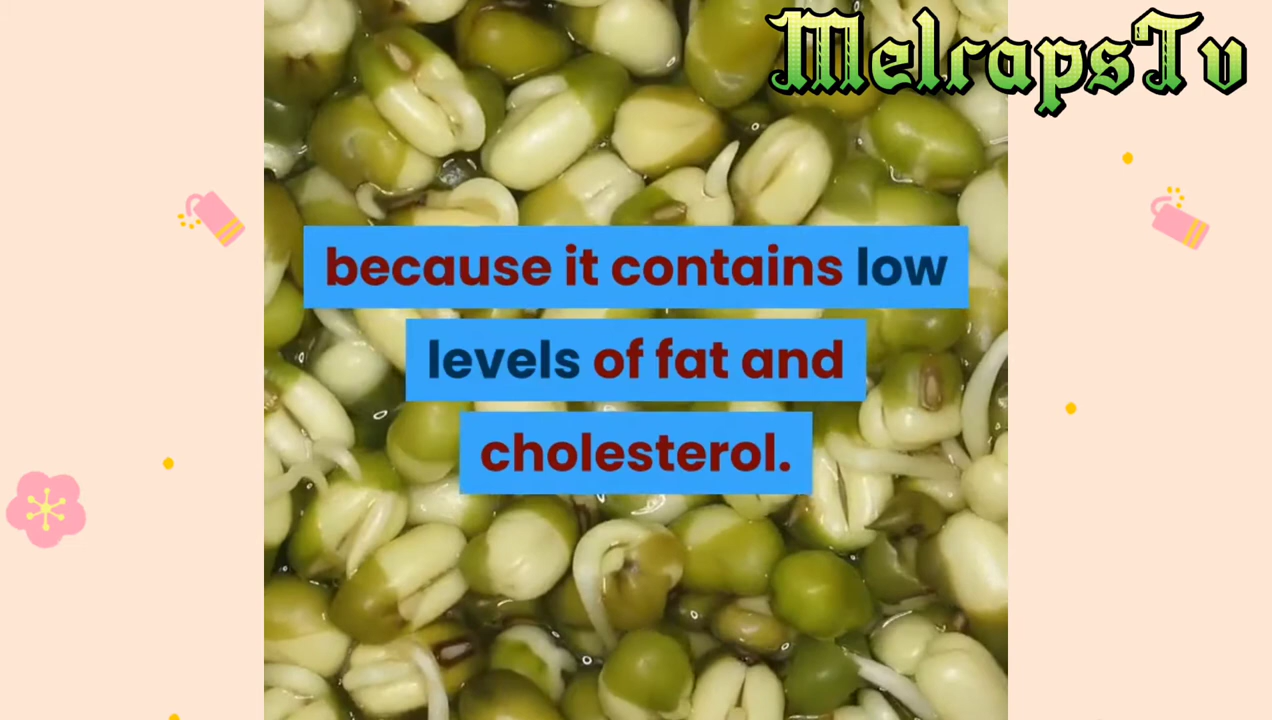 MelrapsTv
because it contains low
levels of fat and
cholesterol.